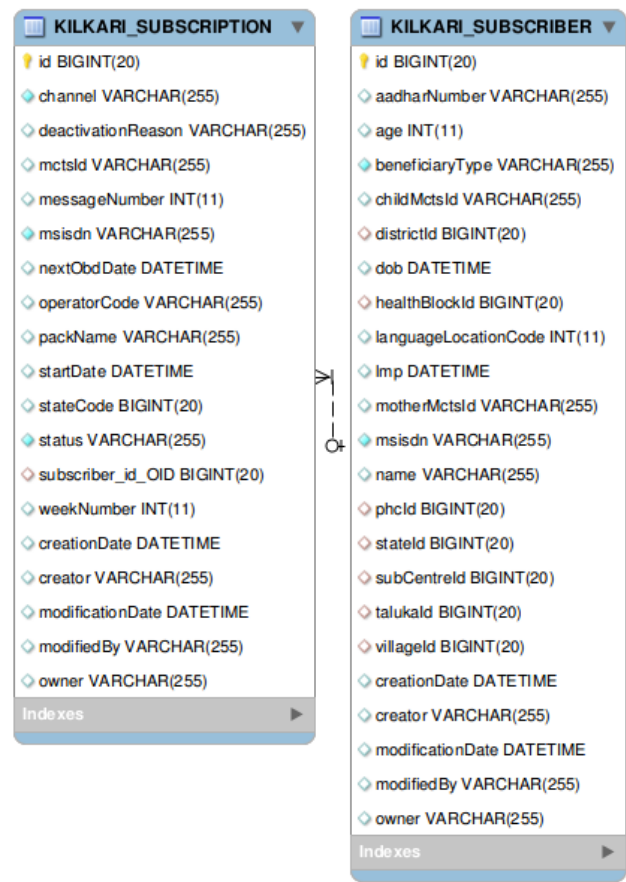 KILKARI_SUBSCRIPTION
id BIGINT(20)
channel VARCHAR(255)
deactivationReason VARCHAR(255)
mctsId VARCHAR(255)
messageNumber INT(11)
msisdn VARCHAR(255)
nextObdDate DATETIME
operatorCode VARCHAR(255)
packName VARCHAR(255)
startDate DATETIME
stateCode BIGINT(20)
status VARCHAR(255)
subscriber_id_OID BIGINT(20)
weekNumber INT(11)
creationDate DATETIME
creator VARCHAR(255)
modificationDate DATETIME
modifiedBy VARCHAR(255)
owner VARCHAR(255)
Indexes
KILKARI_SUBSCRIBER
id BIGINT(20)
aadharNumber VARCHAR(255)
age INT(11)
beneficiaryType VARCHAR(255)
childMctsId VARCHAR(255)
districtId BIGINT(20)
dob DATETIME
healthBlockId BIGINT(20)
languageLocationCode INT(11)
lmp DATETIME
motherMctsId VARCHAR(255)
msisdn VARCHAR(255)
name VARCHAR(255)
phcId BIGINT(20)
stateId BIGINT(20)
subCentreId BIGINT(20)
talukaId BIGINT(20)
villageId BIGINT(20)
creationDate DATETIME
creator VARCHAR(255)
modificationDate DATETIME
modifiedBy VARCHAR(255)
owner VARCHAR(255)
Indexes